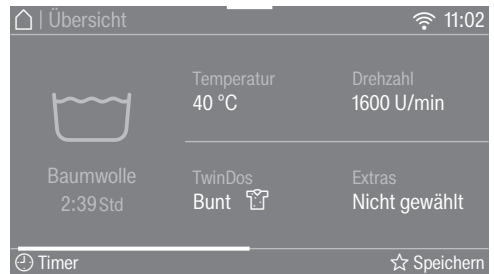 | Übersicht
11:02
Temperatur
40 °C
Drehzahl
1600 U/min
Baumwolle
2:39 Std
TwinDos
Bunt
Extras
Nicht gewählt
Timer
Speichern